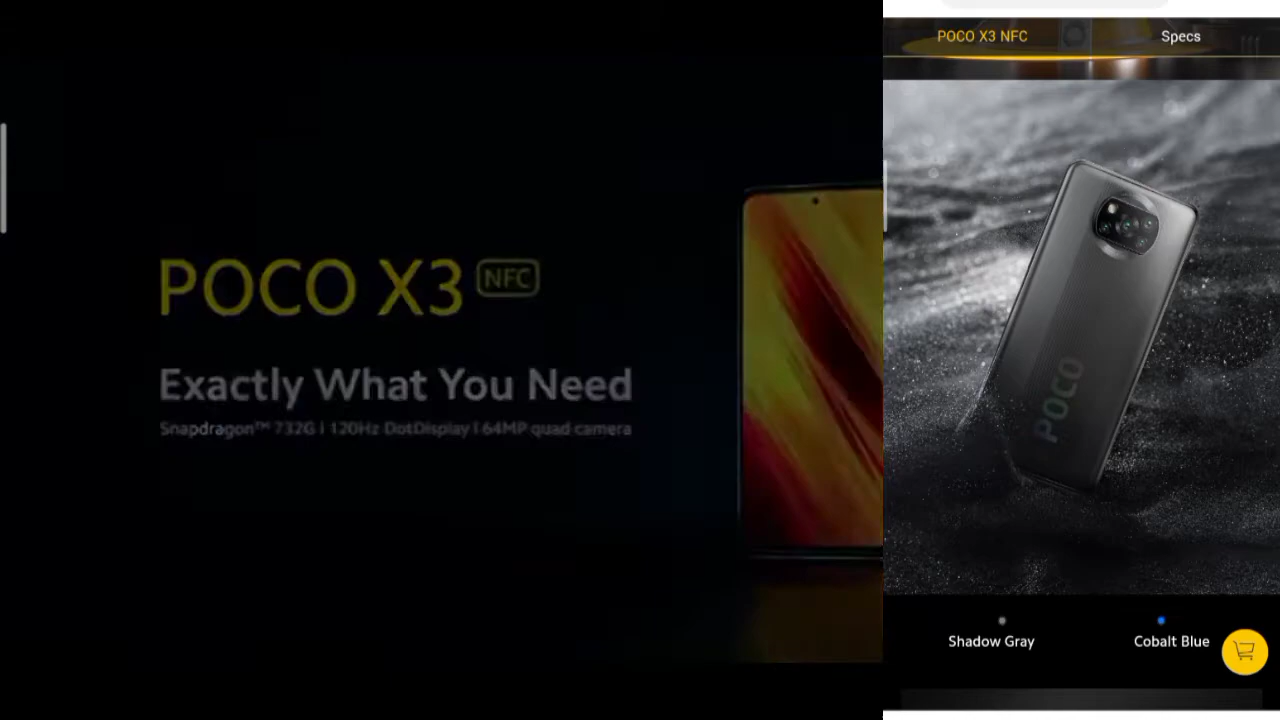 POCO X3 NFC
Exactly What You Need
Snapdragon™ 732G | 120Hz DotDisplay | 64MP quad camera
POCO X3 NFC
Specs
POCO
Shadow Gray
Cobalt Blue